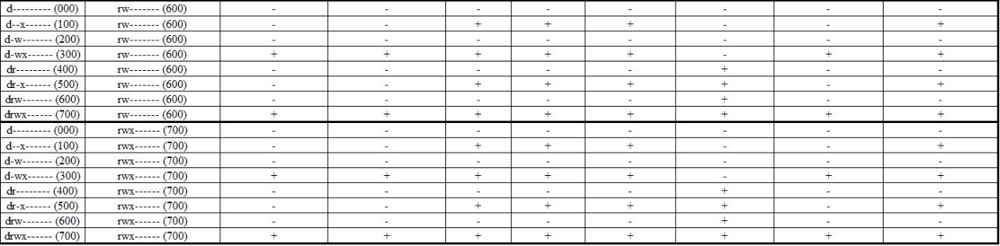 d--------- (000) rw------- (600) - - - - - - - -
d--x------ (100) rw------- (600) - - + + + - - +
d-w------- (200) rw------- (600) - - - - - - - -
d-wx------ (300) rw------- (600) + + + + + - + +
dr-------- (400) rw------- (600) - - - - - + - -
dr-x------ (500) rw------- (600) - - + + + + - +
drw------- (600) rw------- (600) - - - - - + - -
drwx------ (700) rw------- (600) + + + + + + + +
d--------- (000) rwx------ (700) - - - - - - - -
d--x------ (100) rwx------ (700) - - + + + - - +
d-w------- (200) rwx------ (700) - - - - - - - -
d-wx------ (300) rwx------ (700) + + + + + - + +
dr-------- (400) rwx------ (700) - - - - - + - -
dr-x------ (500) rwx------ (700) - - + + + + - +
drw------- (600) rwx------ (700) - - - - - + - -
drwx------ (700) rwx------ (700) + + + + + + + +